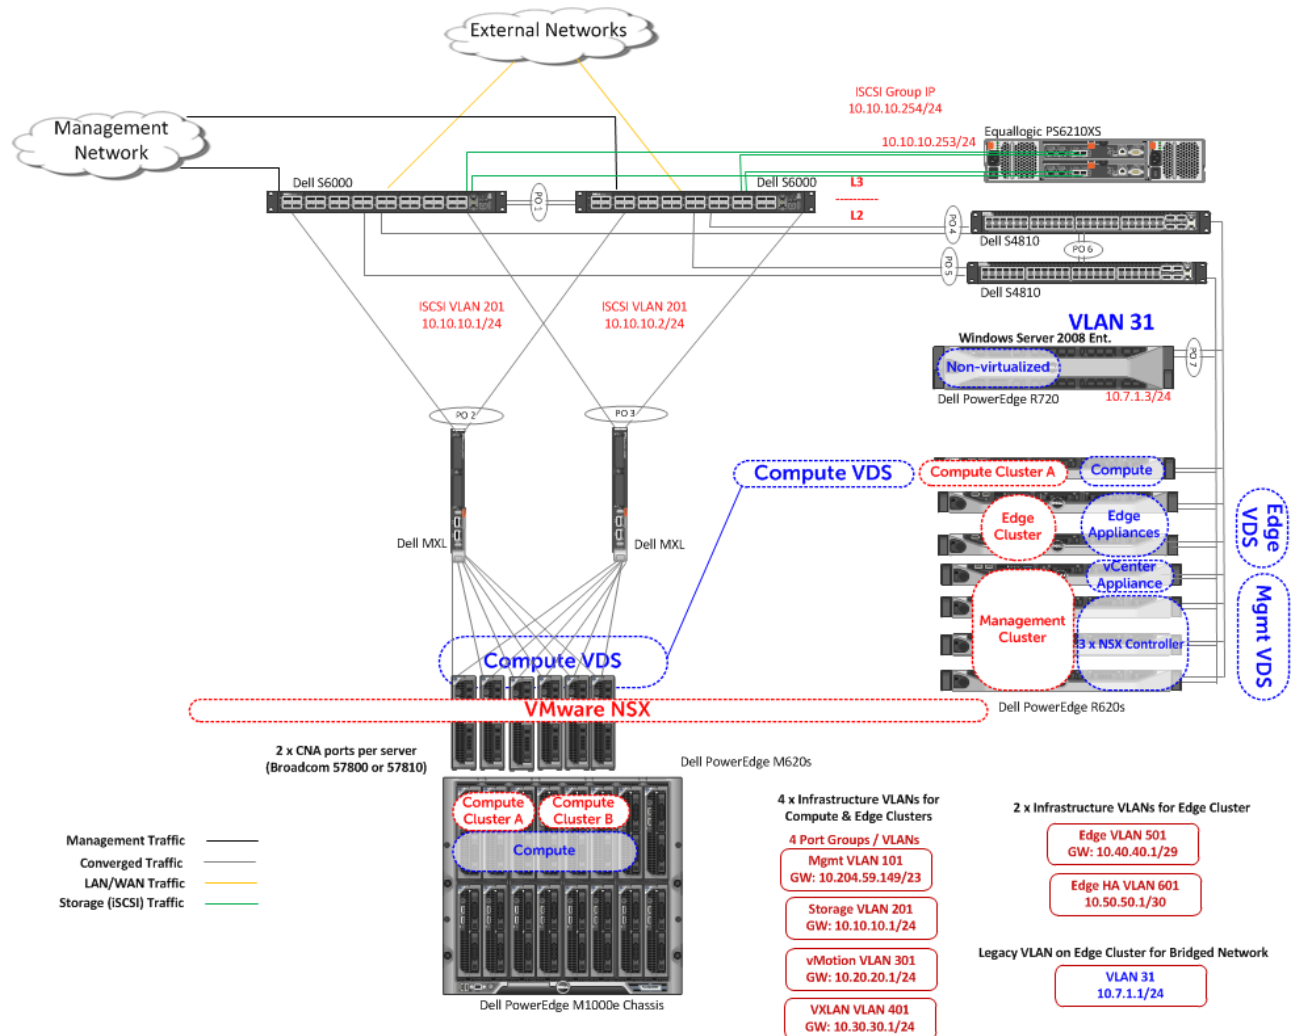 External Networks
ISCSI Group IP
10.10.10.254/24
Management
Network
10.10.10.253/24
Equallogic PS6210XS
Dell S6000
Dell S6000
L3
L2
PO 1
PO 4
Dell S4810
PO 6
PO 5
Dell S4810
ISCSI VLAN 201
10.10.10.1/24
ISCSI VLAN 201
10.10.10.2/24
VLAN 31
Windows Server 2008 Ent.
Non-virtualized
PO 7
Dell PowerEdge R720
10.7.1.3/24
PO 2
PO 3
Compute VDS
Compute Cluster A
Compute
Edge
Cluster
Edge
Appliances
Edge
VDS
Dell MXL
Dell MXL
vCenter
Appliance
Management
Cluster
3 x NSX Controller
Mgmt VDS
Compute VDS
VMware NSX
Dell PowerEdge R620s
2 x CNA ports per server
(Broadcom 57800 or 57810)
Dell PowerEdge M620s
Compute
Cluster A
Compute
Cluster B
Compute
Dell PowerEdge M1000e Chassis
Management Traffic
Converged Traffic
LAN/WAN Traffic
Storage (iSCSI) Traffic
4 x Infrastructure VLANs for
Compute & Edge Clusters
4 Port Groups / VLANs
Mgmt VLAN 101
GW: 10.204.59.149/23
Storage VLAN 201
GW: 10.10.10.1/24
vMotion VLAN 301
GW: 10.20.20.1/24
VXLAN VLAN 401
GW: 10.30.30.1/24
2 x Infrastructure VLANs for Edge Cluster
Edge VLAN 501
GW: 10.40.40.1/29
Edge HA VLAN 601
10.50.50.1/30
Legacy VLAN on Edge Cluster for Bridged Network
VLAN 31
10.7.1.1/24